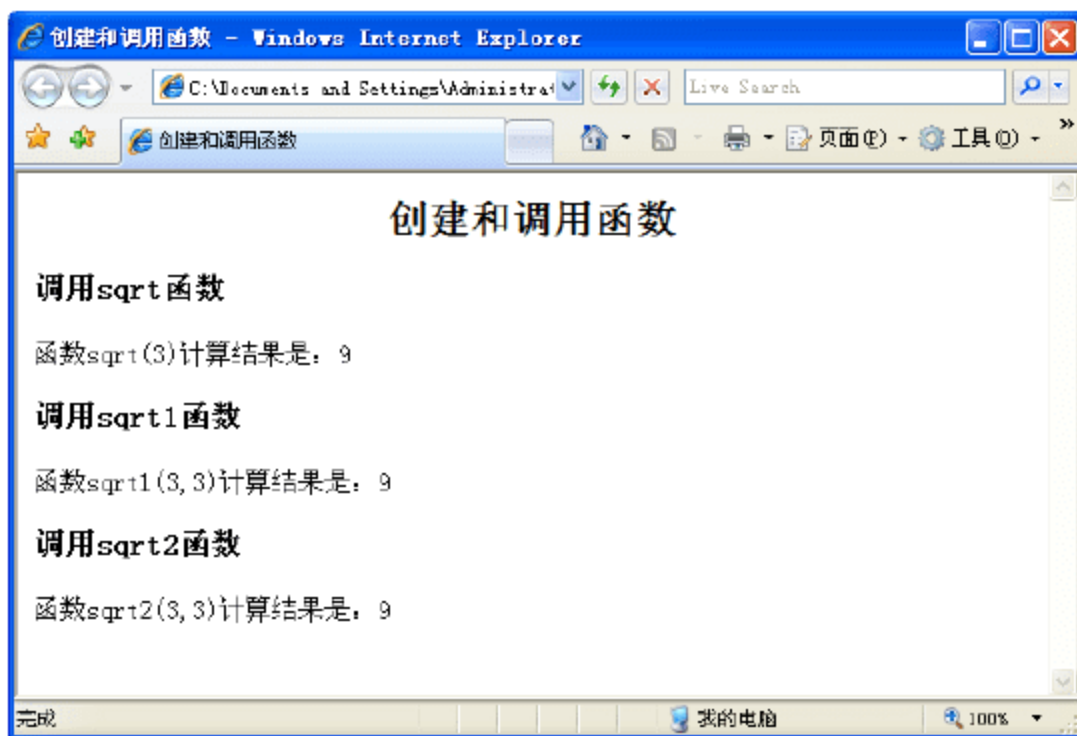 创建和调用函数 - Windows Internet Explorer
C:\Documents and Settings\Administrat
Live Search
创建和调用函数
页面(P)
工具(O)
»
创建和调用函数
调用sqrt函数
函数sqrt(3)计算结果是：9
调用sqrt1函数
函数sqrt1(3,3)计算结果是：9
调用sqrt2函数
函数sqrt2(3,3)计算结果是：9
完成
我的电脑
100%